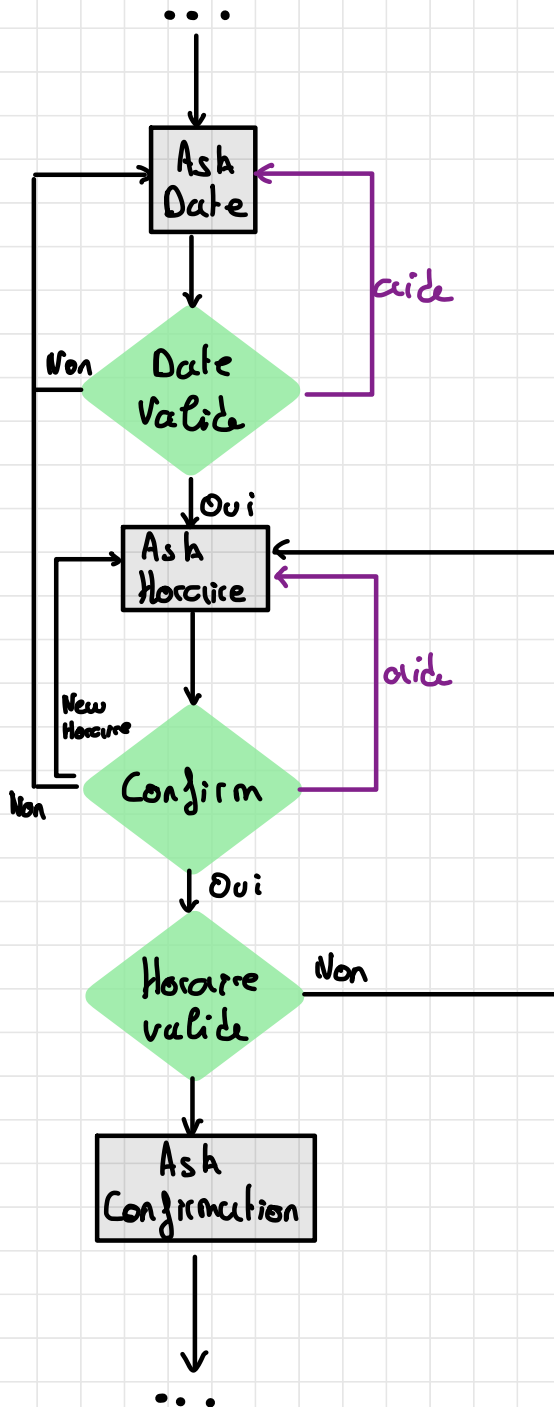 ...
Ask
Date
aide
Non
Date
Valide
Oui
Ask
Horaire
aide
New
Horaire
Confirm
Non
Oui
Horaire
valide
Non
Ask
Confirmation
...